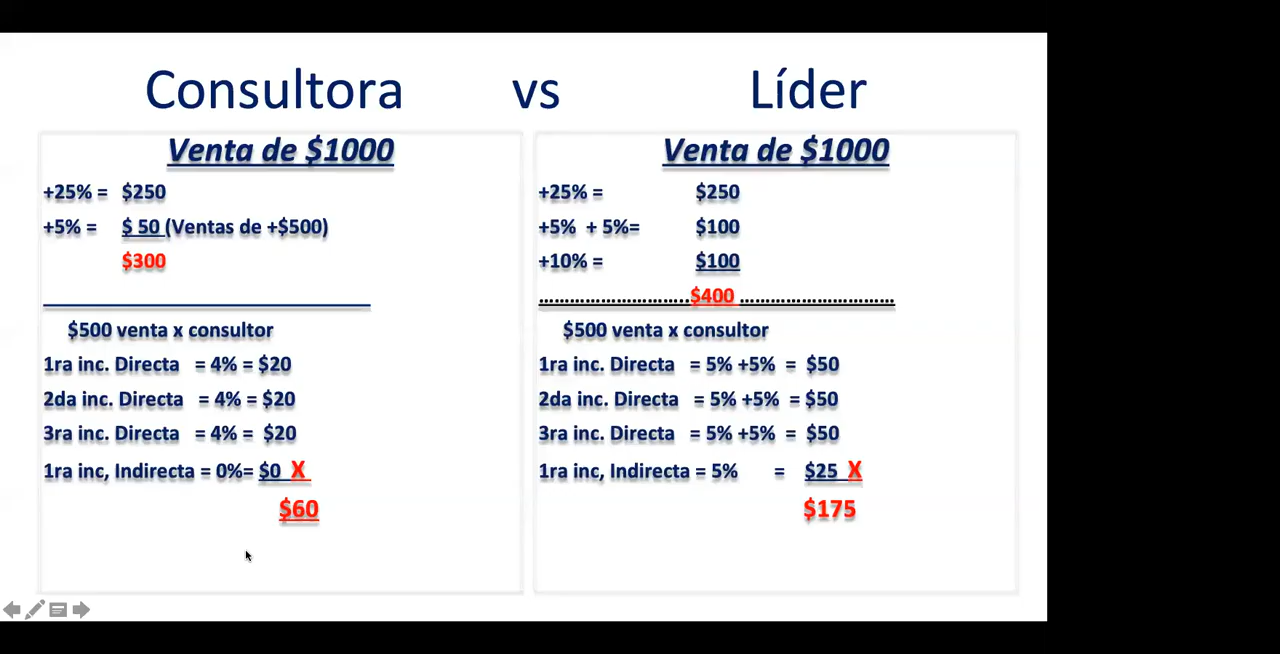 Consultora vs Líder
Venta de $1000
+25% = $250
+5% = $ 50 (Ventas de +$500)
$300
$500 venta x consultor
1ra inc. Directa = 4% = $20
2da inc. Directa = 4% = $20
3ra inc. Directa = 4% = $20
1ra inc, Indirecta = 0%= $0 X
$60
Venta de $1000
+25% = $250
+5% + 5%= $100
+10% = $100
$400
$500 venta x consultor
1ra inc. Directa = 5% +5% = $50
2da inc. Directa = 5% +5% = $50
3ra inc. Directa = 5% +5% = $50
1ra inc, Indirecta = 5% = $25 X
$175